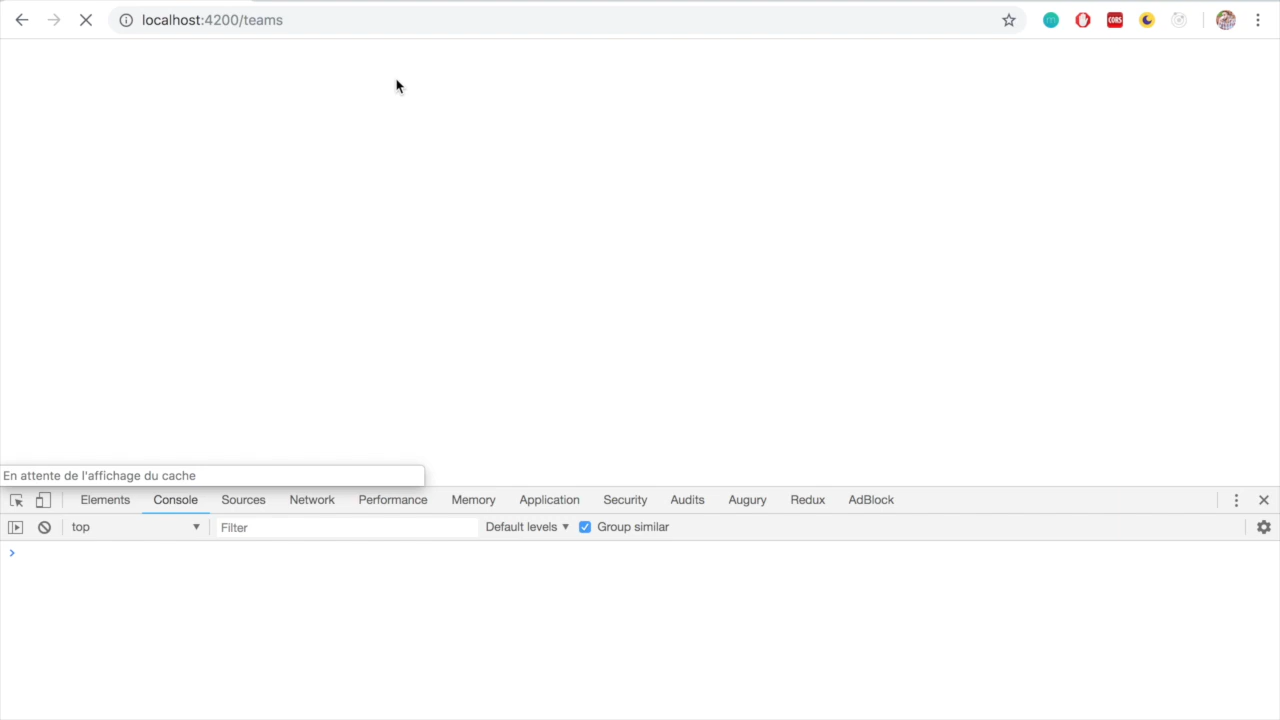 localhost:4200/teams
CORS
En attente de l'affichage du cache
Elements Console Sources Network Performance Memory Application Security Audits Augury Redux AdBlock
top Filter Default levels Group similar